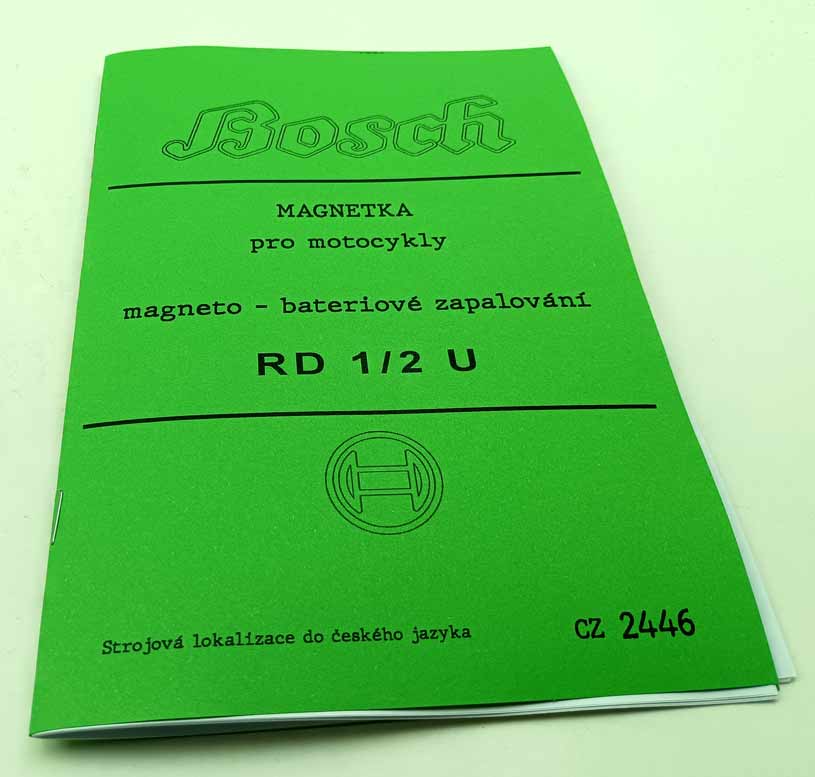 Bosch
MAGNETKA
pro motocykly
magneto - bateriové zapalování
RD 1/2 U
Strojová lokalizace do českého jazyka
CZ 2446